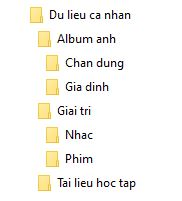 Du lieu ca nhan
Album anh
Chan dung
Gia dinh
Giai tri
Nhac
Phim
Tai lieu hoc tap